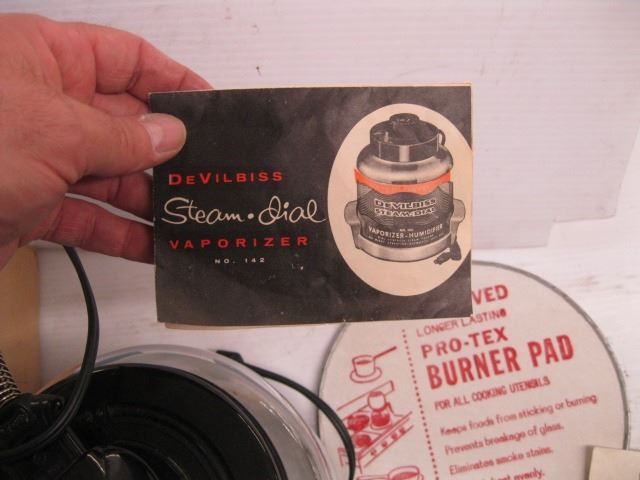 DEVILBISS
Steam • dial
VAPORIZER
NO. 142
DEVILBISS
STEAM-DIAL
VAPORIZER-HUMIDIFIER
VED
LONGER LASTING
PRO-TEX
BURNER PAD
FOR ALL COOKING UTENSILS
Keeps foods from sticking or burning.
Prevents breakage of glass.
Eliminates smoke stains.
evenly.